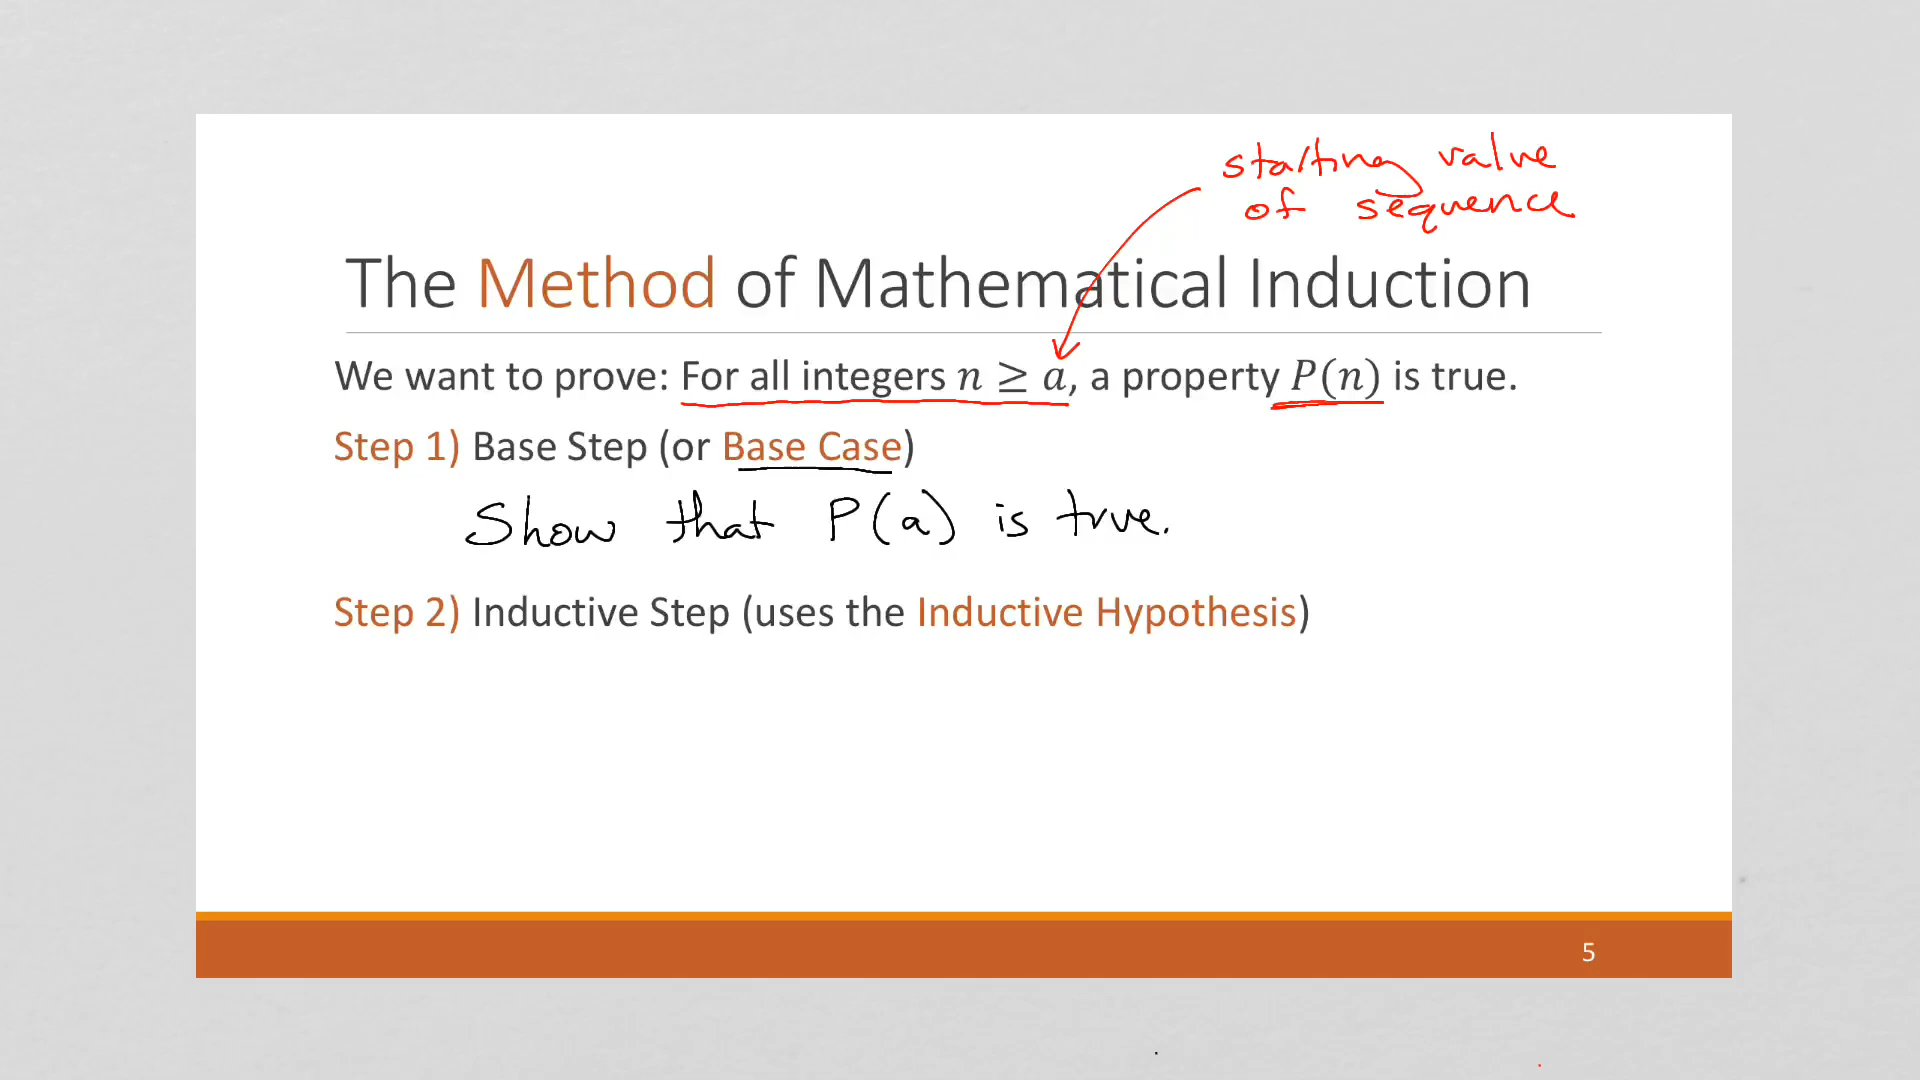 starting value
of sequence
The Method of Mathematical Induction
We want to prove: For all integers n ≥ a, a property P(n) is true.
Step 1) Base Step (or Base Case)
Show that P(a) is true.
Step 2) Inductive Step (uses the Inductive Hypothesis)
5